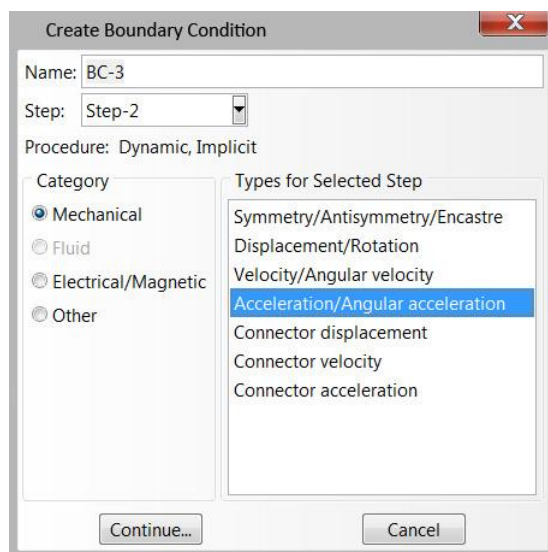 Create Boundary Condition
X
Name: BC-3
Step: Step-2
Procedure: Dynamic, Implicit
Category
Mechanical
Fluid
Electrical/Magnetic
Other
Types for Selected Step
Symmetry/Antisymmetry/Encastre
Displacement/Rotation
Velocity/Angular velocity
Acceleration/Angular acceleration
Connector displacement
Connector velocity
Connector acceleration
Continue...
Cancel